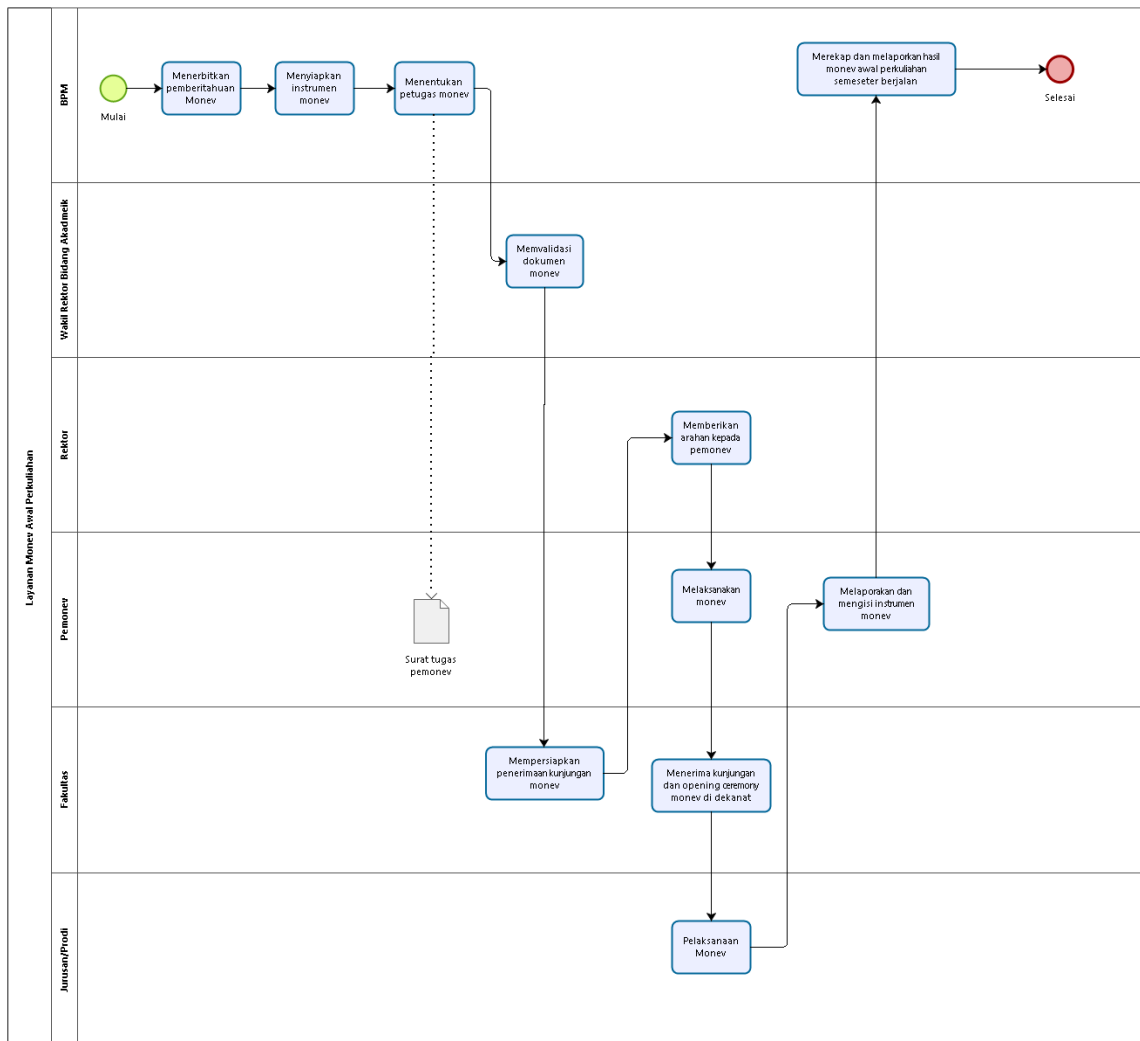 Layanan Monev Awal Perkuliahan
BPM
Mulai
Menerbitkan
pemberitahuan
Monev
Menyiapkan
instrumen
monev
Menentukan
petugas monev
Merekap dan melaporkan hasil
monev awal perkuliahan
semeseter berjalan
Selesai
Wakil Rektor Bidang Akadmeik
Memvalidasi
dokumen
monev
Rektor
Memberikan
arahan kepada
pemonev
Pemonev
Surat tugas
pemonev
Melaksanakan
monev
Melaporakan dan
mengisi instrumen
monev
Fakultas
Mempersiapkan
penerimaan kunjungan
monev
Menerima kunjungan
dan opening ceremony
monev di dekanat
Jurusan/Prodi
Pelaksanaan
Monev